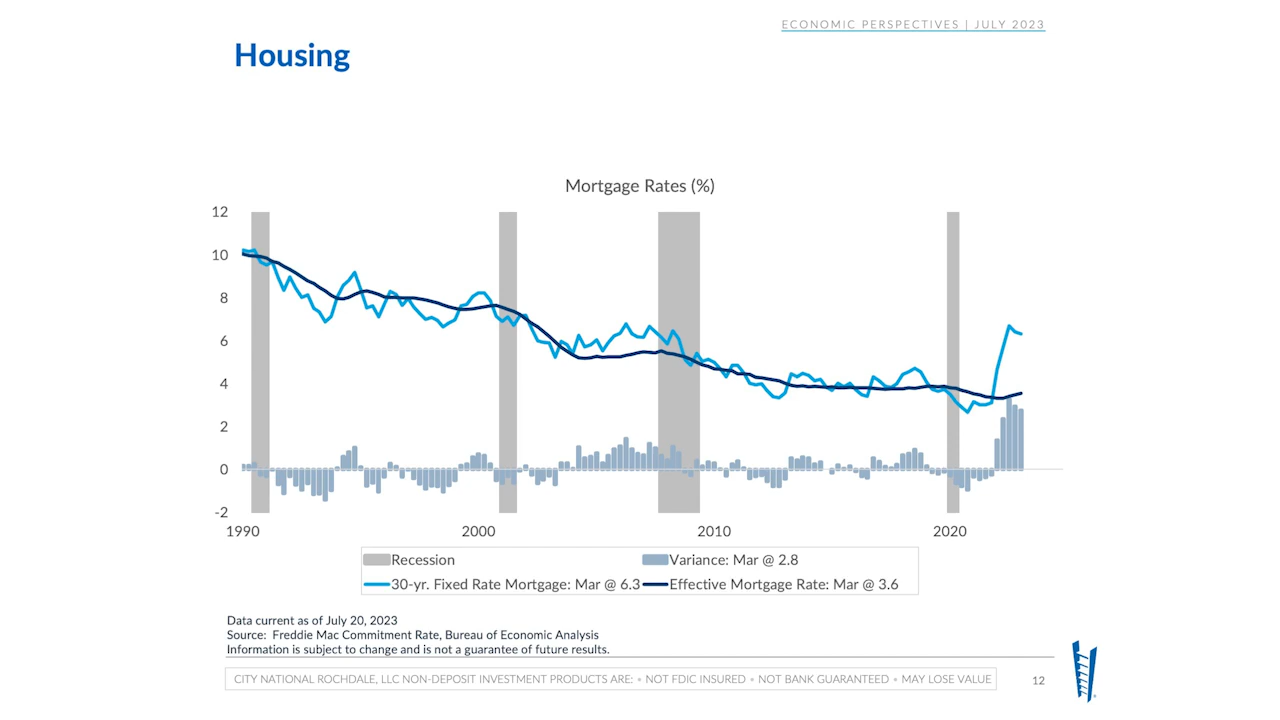 ECONOMIC PERSPECTIVES | JULY 2023
Housing
Mortgage Rates (%)
12
10
8
6
4
2
0
-2
1990 2000 2010 2020
Recession Variance: Mar @ 2.8
30-yr. Fixed Rate Mortgage: Mar @ 6.3 Effective Mortgage Rate: Mar @ 3.6
Data current as of July 20, 2023
Source: Freddie Mac Commitment Rate, Bureau of Economic Analysis
Information is subject to change and is not a guarantee of future results.
CITY NATIONAL ROCHDALE, LLC NON-DEPOSIT INVESTMENT PRODUCTS ARE: • NOT FDIC INSURED • NOT BANK GUARANTEED • MAY LOSE VALUE
12